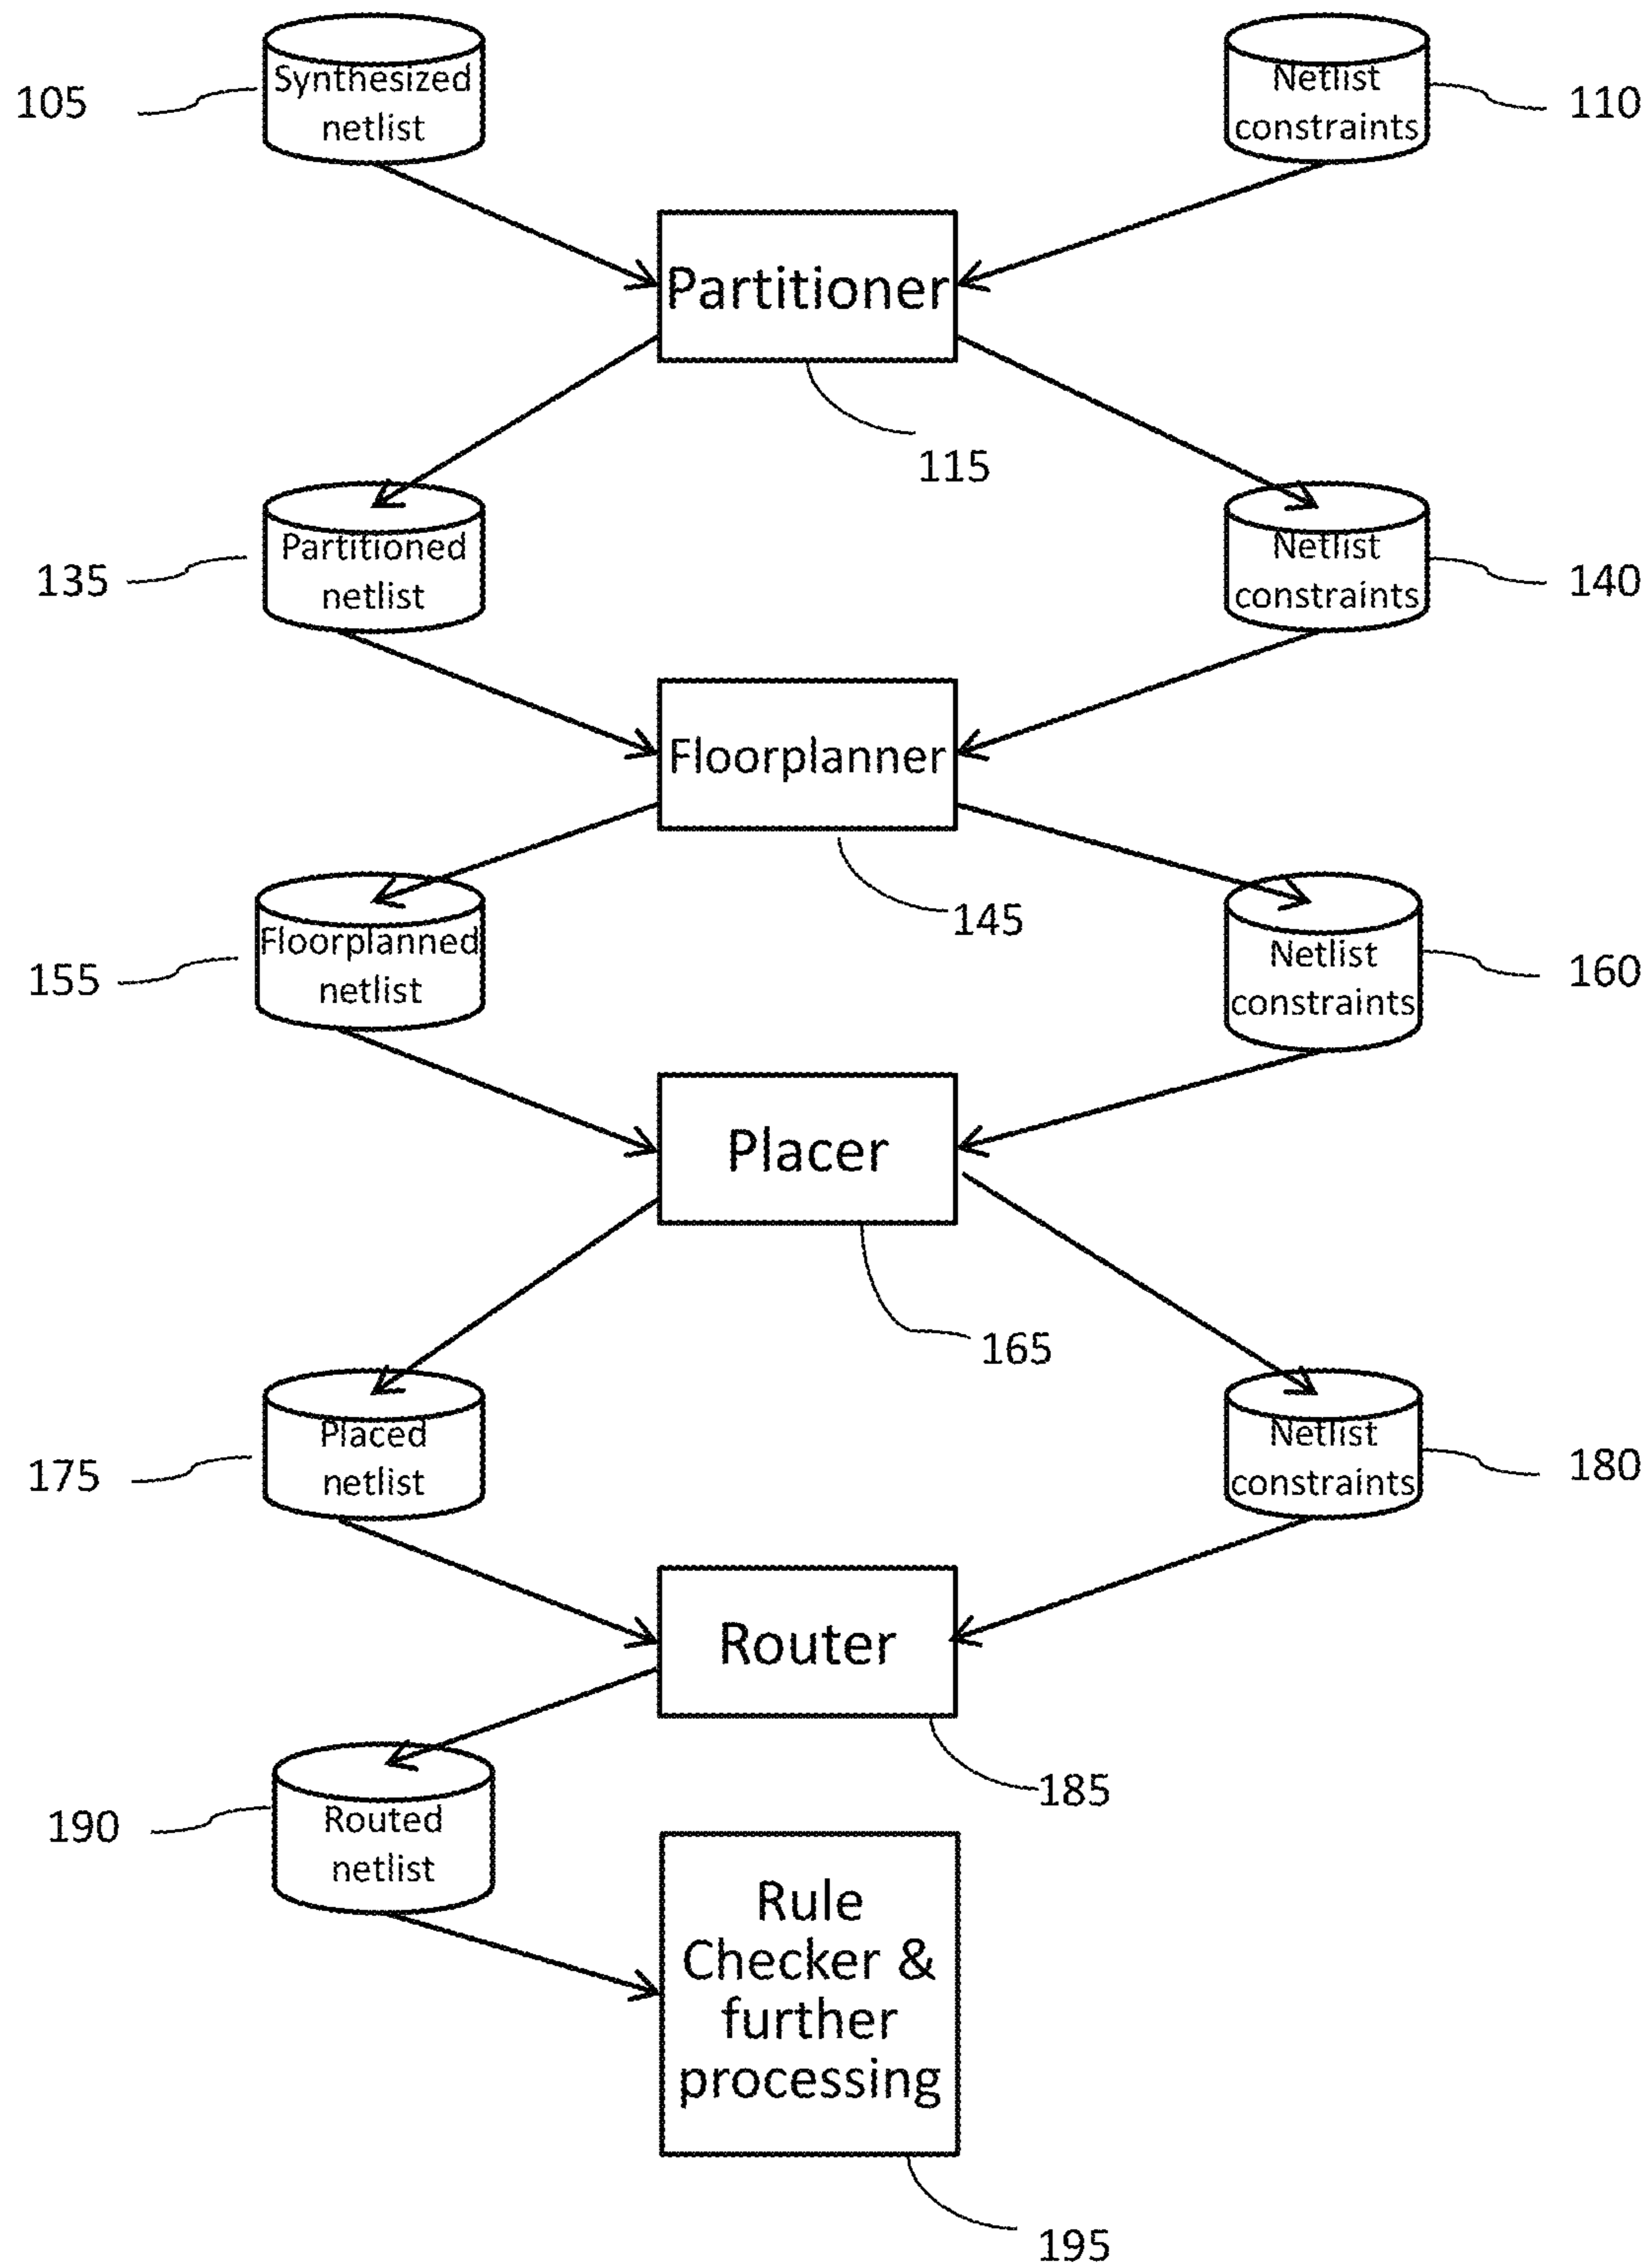 105
Synthesized
netlist
Netlist
constraints
110
Partitioner
115
135
Partitioned
netlist
Netlist
constraints
140
Floorplanner
145
155
Floorplanned
netlist
Netlist
constraints
160
Placer
165
175
Placed
netlist
Netlist
constraints
180
Router
185
190
Routed
netlist
Rule
Checker &
further
processing
195